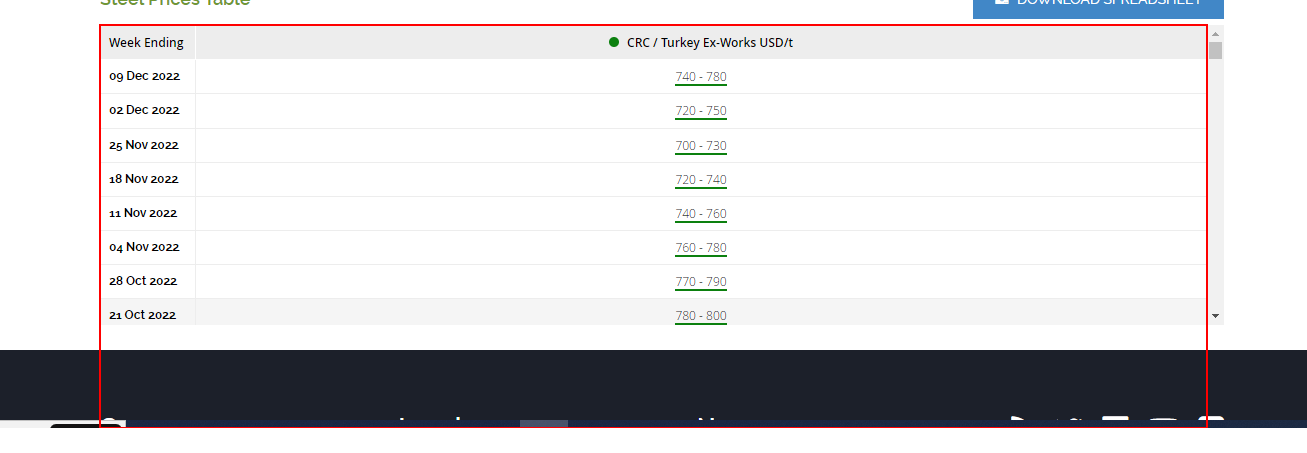 Steel Prices Table
DOWNLOAD SPREADSHEET
Week Ending CRC / Turkey Ex-Works USD/t
09 Dec 2022 740 - 780
02 Dec 2022 720 - 750
25 Nov 2022 700 - 730
18 Nov 2022 720 - 740
11 Nov 2022 740 - 760
04 Nov 2022 760 - 780
28 Oct 2022 770 - 790
21 Oct 2022 780 - 800